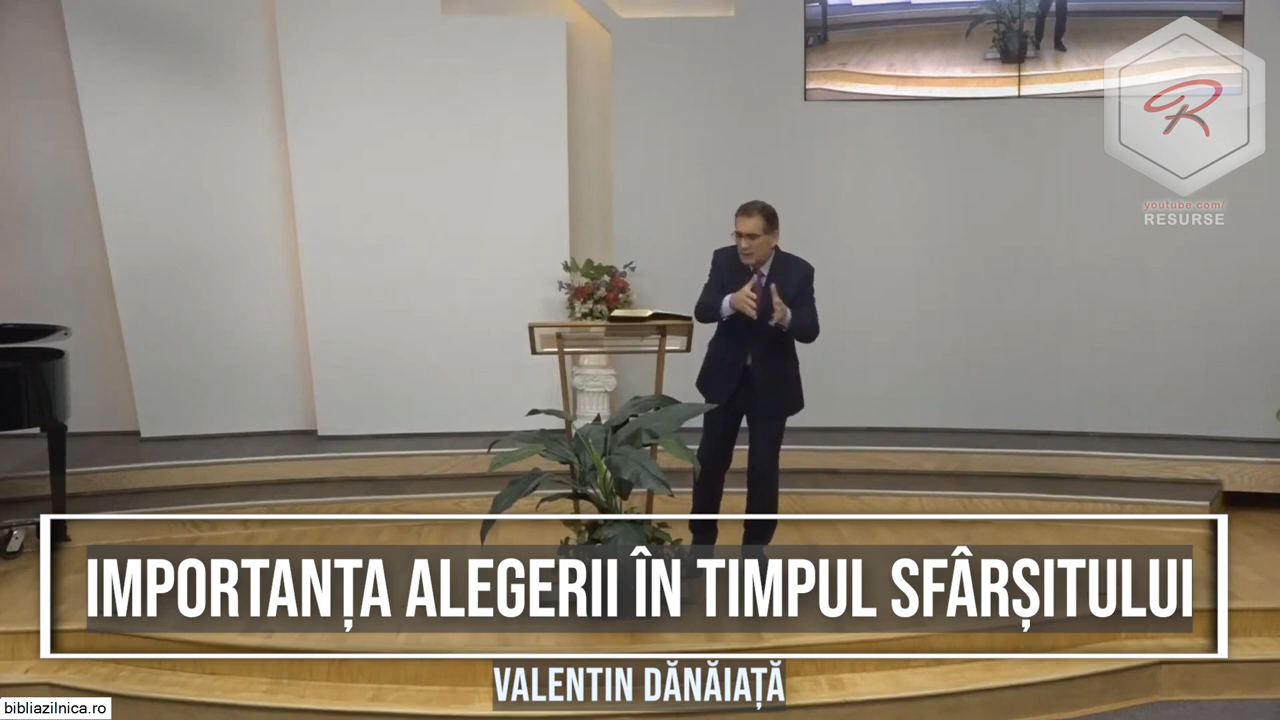 R
youtube.com/
RESURSE
IMPORTANȚA ALEGERII ÎN TIMPUL SFÂRȘITULUI
VALENTIN DĂNĂIAȚĂ
bibliazilnica.ro